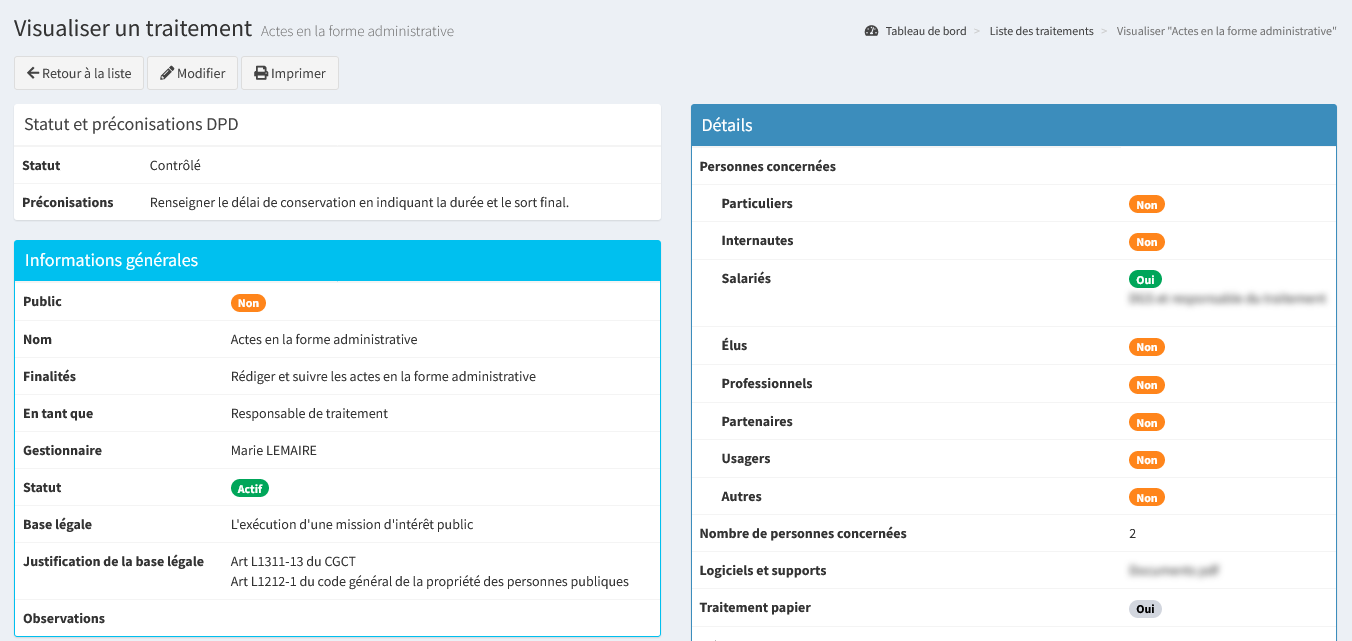 Visualiser un traitement Actes en la forme administrative
Tableau de bord > Liste des traitements > Visualiser "Actes en la forme administrative"
Retour à la liste Modifier Imprimer
Statut et préconisations DPD
Statut Contrôlé
Préconisations Renseigner le délai de conservation en indiquant la durée et le sort final.
Informations générales
Public Non
Nom Actes en la forme administrative
Finalités Rédiger et suivre les actes en la forme administrative
En tant que Responsable de traitement
Gestionnaire Marie LEMAIRE
Statut Actif
Base légale L'exécution d'une mission d'intérêt public
Justification de la base légale Art L1311-13 du CGCT
Art L1212-1 du code général de la propriété des personnes publiques
Observations
Détails
Personnes concernées
Particuliers Non
Internautes Non
Salariés Oui
Élus Non
Professionnels Non
Partenaires Non
Usagers Non
Autres Non
Nombre de personnes concernées 2
Logiciels et supports
Traitement papier Oui